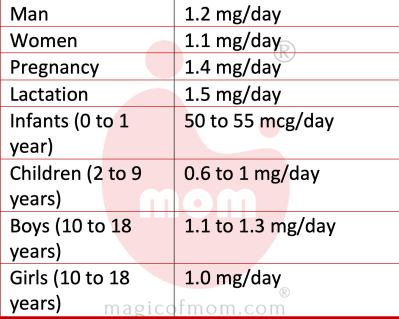 Man 1.2 mg/day
Women 1.1 mg/day
®
Pregnancy 1.4 mg/day
Lactation 1.5 mg/day
Infants (0 to 1 50 to 55 mcg/day
year)
Children (2 to 9 0.6 to 1 mg/day
years)
mom
Boys (10 to 18 1.1 to 1.3 mg/day
years)
Girls (10 to 18 1.0 mg/day
years)
magicofmom.com®